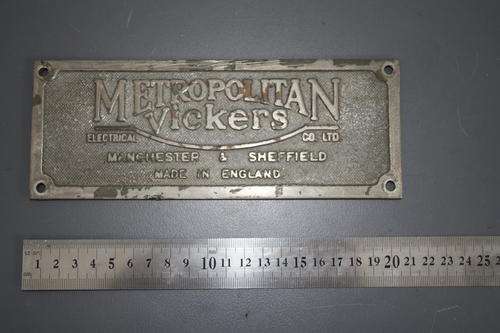 METROPOLITAN
Vickers
ELECTRICAL CO. LTD
MANCHESTER & SHEFFIELD
MADE IN ENGLAND
1 2 3 4 5 6 7 8 9 10 11 12 13 14 15 16 17 18 19 20 21 22 23 24 25